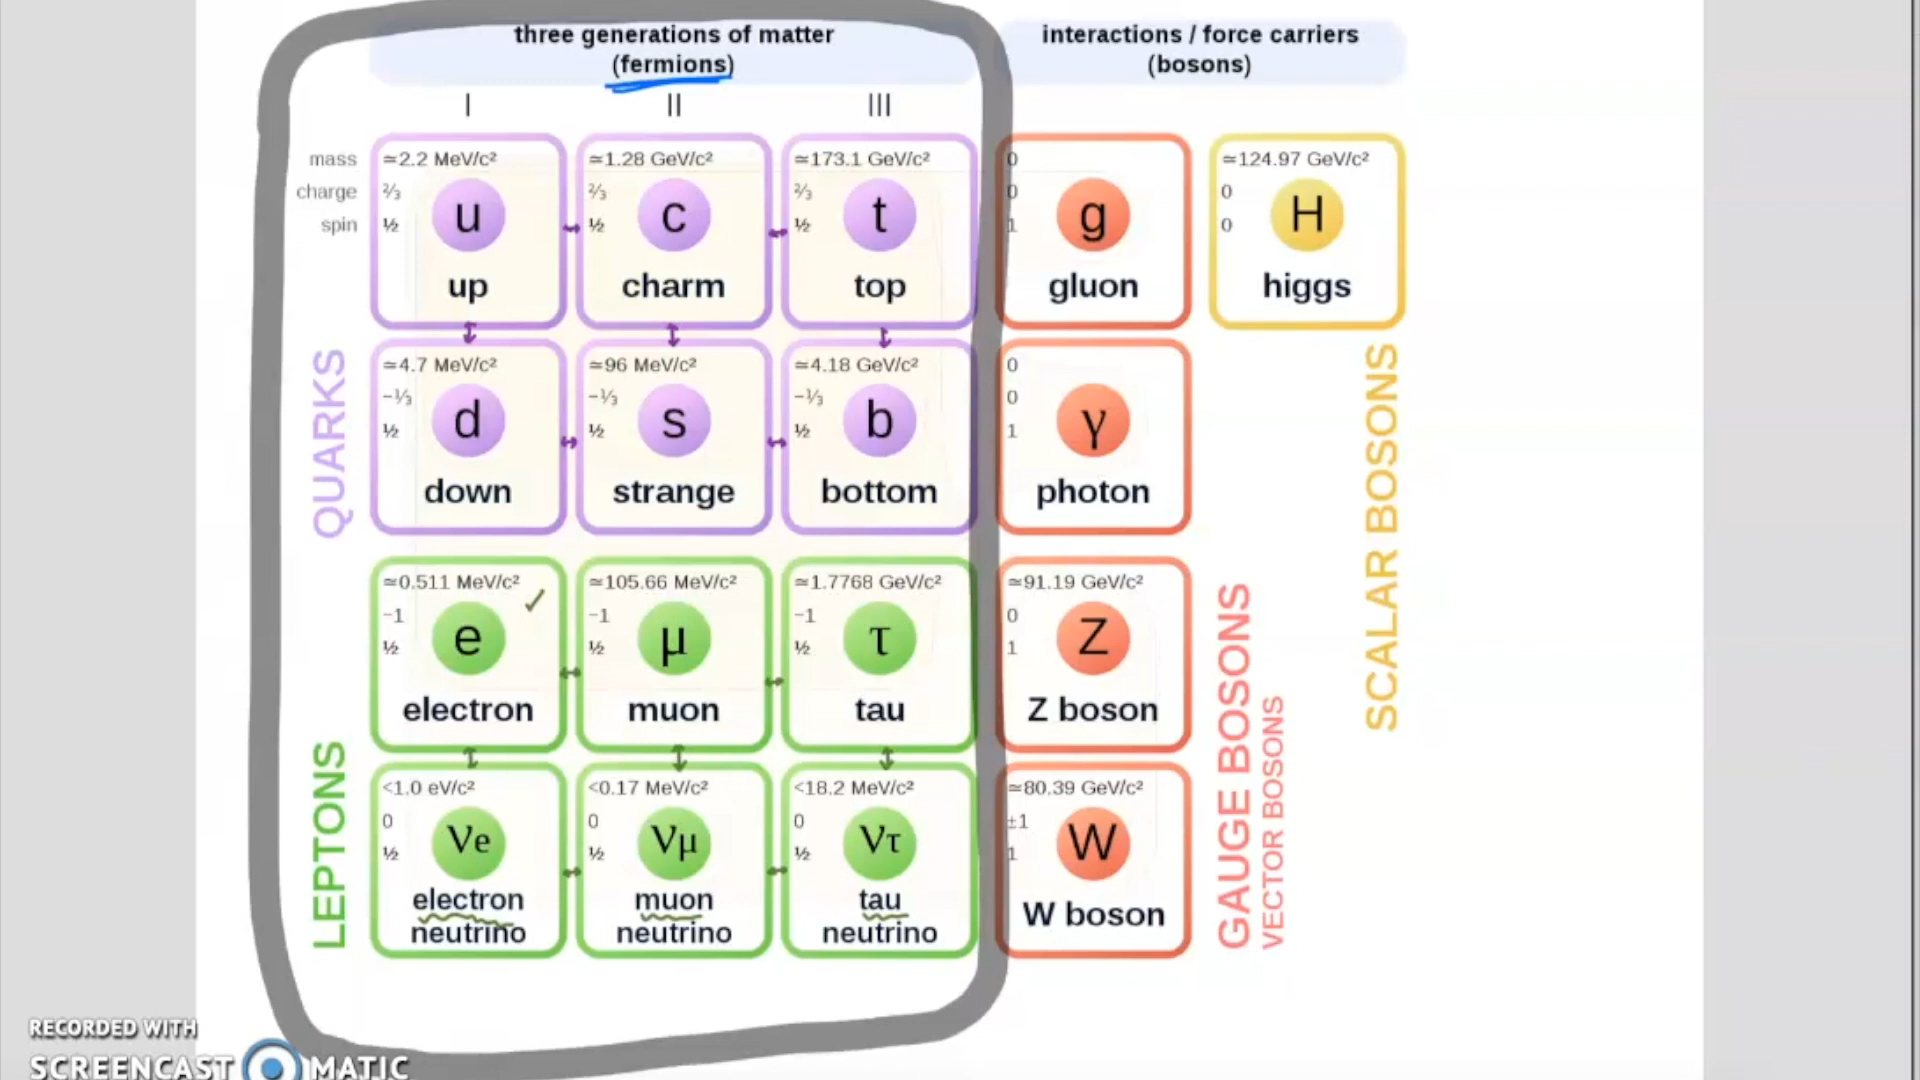 three generations of matter
(fermions)
interactions / force carriers
(bosons)
I II III
mass
charge
spin
≃2.2 MeV/c²
⅔
½
u
up
≃1.28 GeV/c²
⅔
½
c
charm
≃173.1 GeV/c²
⅔
½
t
top
0
0
1
g
gluon
≃124.97 GeV/c²
0
0
H
higgs
QUARKS
≃4.7 MeV/c²
−⅓
½
d
down
≃96 MeV/c²
−⅓
½
s
strange
≃4.18 GeV/c²
−⅓
½
b
bottom
0
0
1
γ
photon
≃0.511 MeV/c²
−1
½
e
electron
≃105.66 MeV/c²
−1
½
μ
muon
≃1.7768 GeV/c²
−1
½
τ
tau
≃91.19 GeV/c²
0
1
Z
Z boson
LEPTONS
<1.0 eV/c²
0
½
νe
electron
neutrino
<0.17 MeV/c²
0
½
νμ
muon
neutrino
<18.2 MeV/c²
0
½
ντ
tau
neutrino
≃80.39 GeV/c²
±1
1
W
W boson
GAUGE BOSONS
VECTOR BOSONS
SCALAR BOSONS
RECORDED WITH
SCREENCAST MATIC